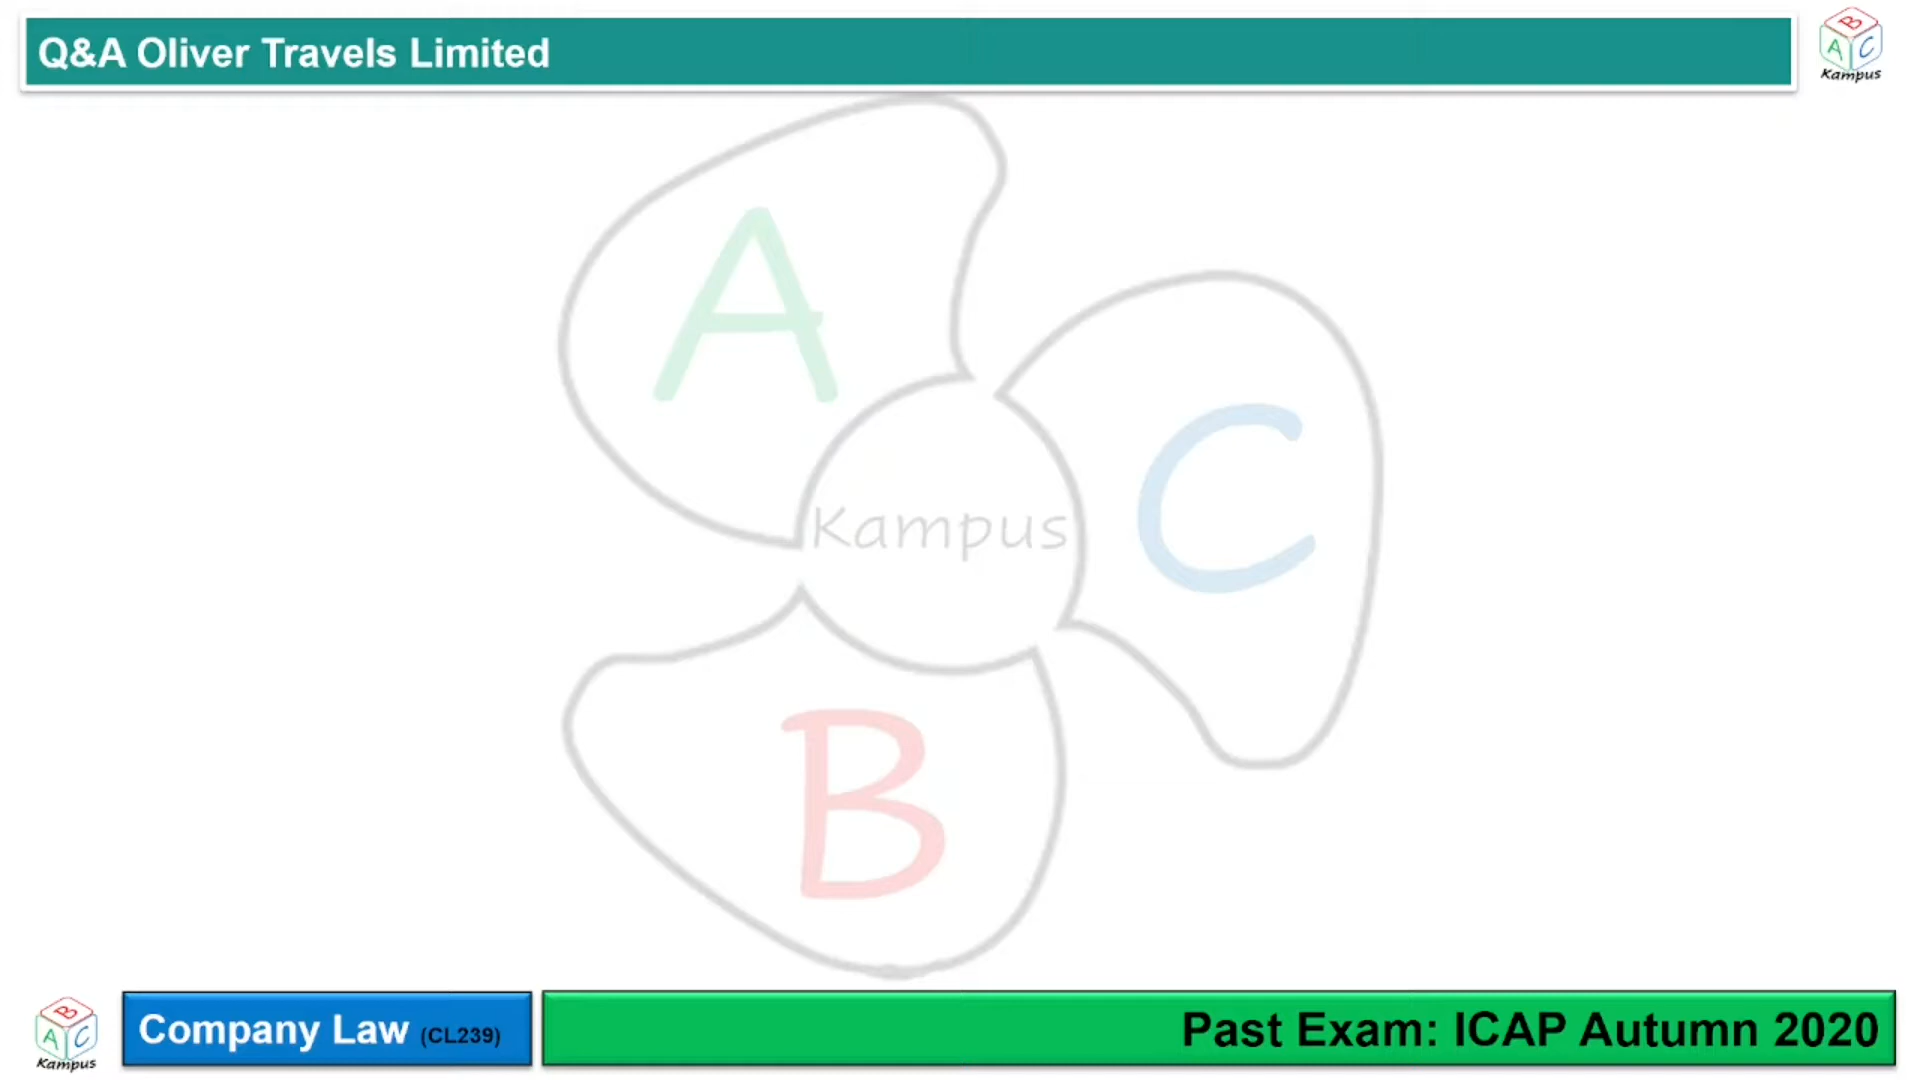 Q&A Oliver Travels Limited
B
A C
Kampus
A
C
Kampus
B
B
A C
Kampus
Company Law (CL239)
Past Exam: ICAP Autumn 2020